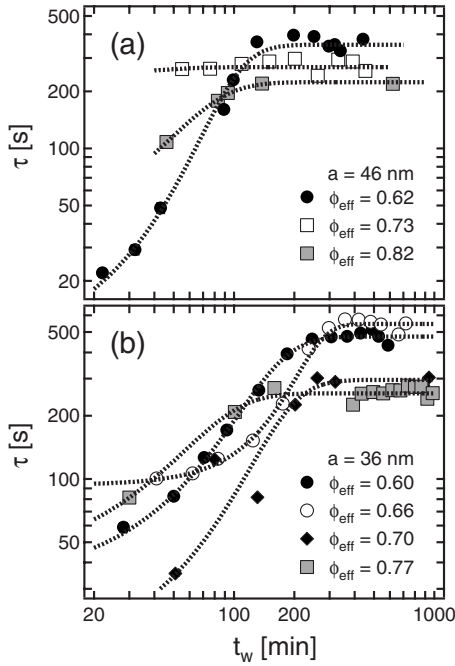 (a)
500
200
100
50
20
τ [s]
a = 46 nm
ϕeff = 0.62
ϕeff = 0.73
ϕeff = 0.82
(b)
500
200
100
50
τ [s]
a = 36 nm
ϕeff = 0.60
ϕeff = 0.66
ϕeff = 0.70
ϕeff = 0.77
20 100 200 1000
tw [min]